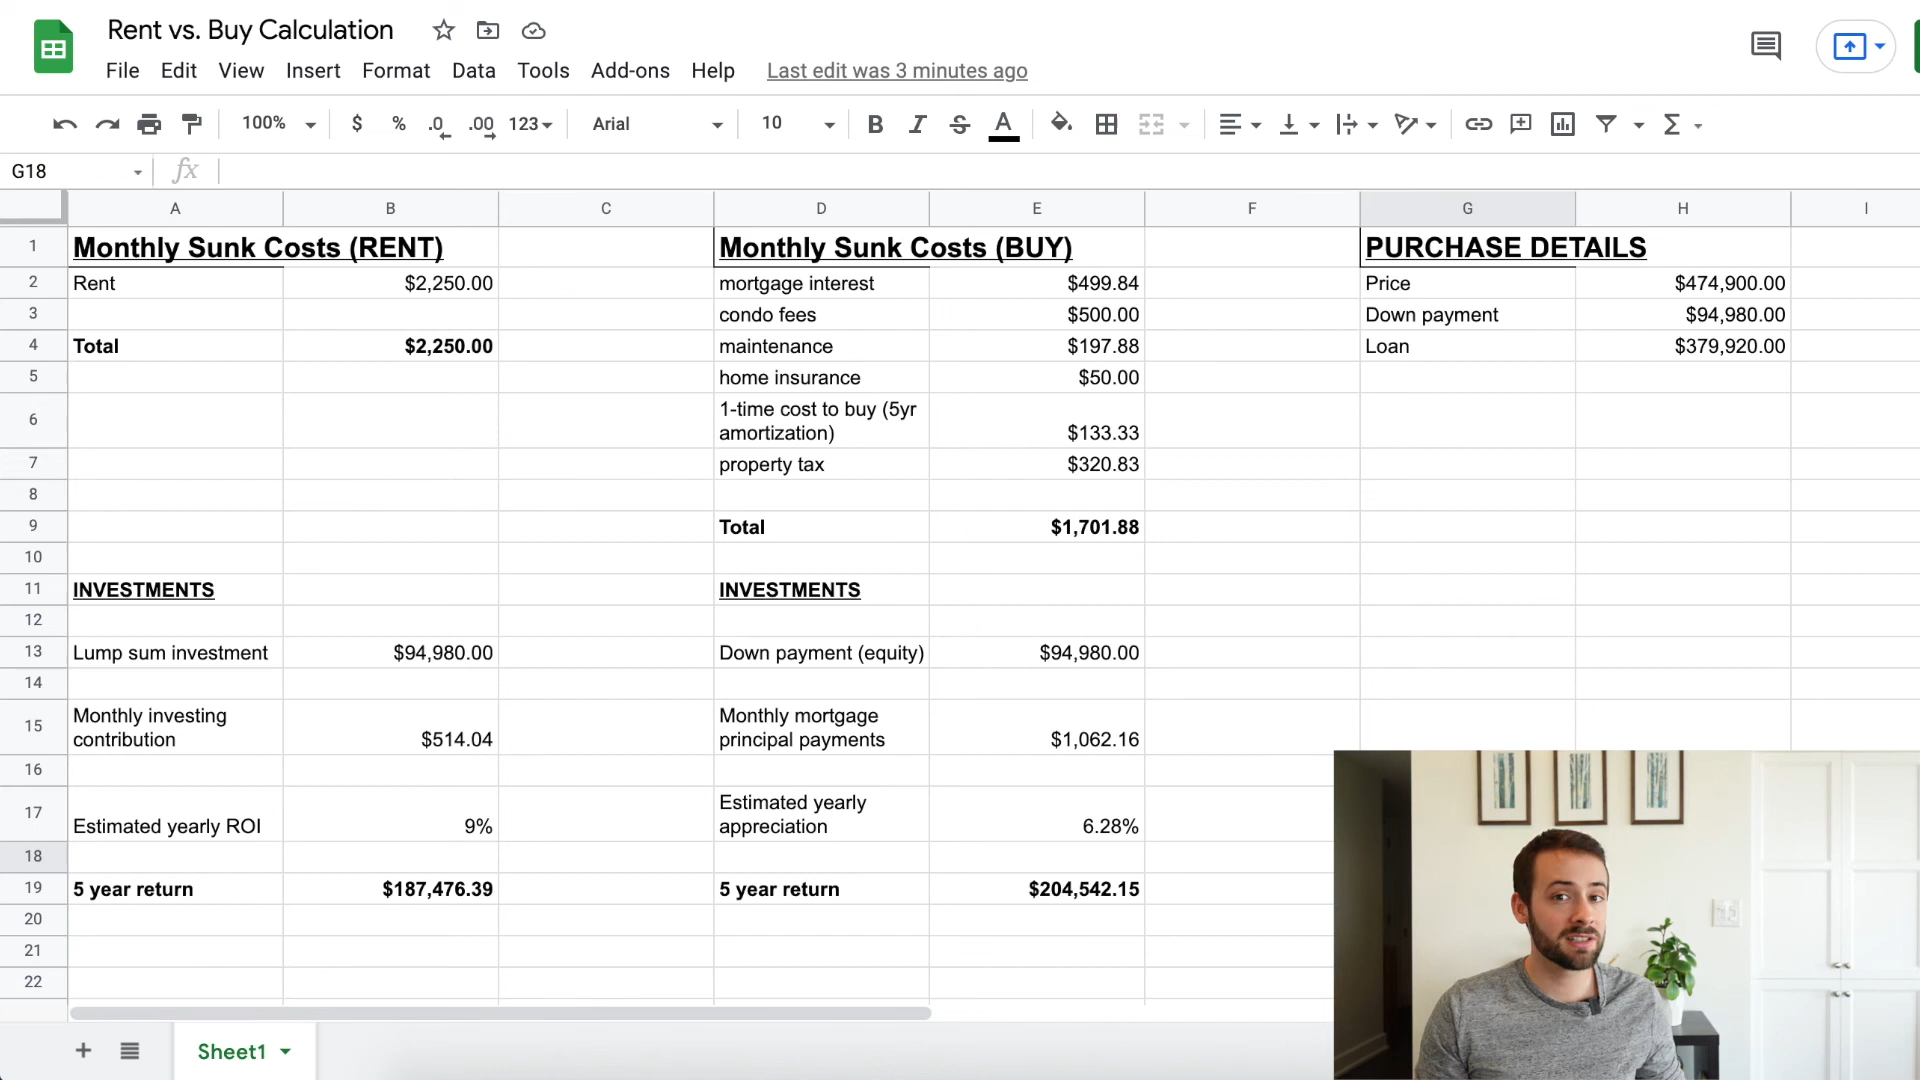 Rent vs. Buy Calculation
File Edit View Insert Format Data Tools Add-ons Help Last edit was 3 minutes ago
100% $ % .0 .00 123 Arial 10 B I S A
G18 fx
A B C D E F G H I
1 Monthly Sunk Costs (RENT) Monthly Sunk Costs (BUY) PURCHASE DETAILS
2 Rent $2,250.00 mortgage interest $499.84 Price $474,900.00
3 condo fees $500.00 Down payment $94,980.00
4 Total $2,250.00 maintenance $197.88 Loan $379,920.00
5 home insurance $50.00
1-time cost to buy (5yr
6 amortization) $133.33
7 property tax $320.83
8
9 Total $1,701.88
10
11 INVESTMENTS INVESTMENTS
12
13 Lump sum investment $94,980.00 Down payment (equity) $94,980.00
14
Monthly investing Monthly mortgage
15 contribution $514.04 principal payments $1,062.16
16
Estimated yearly
17 Estimated yearly ROI 9% appreciation 6.28%
18
19 5 year return $187,476.39 5 year return $204,542.15
20
21
22
Sheet1